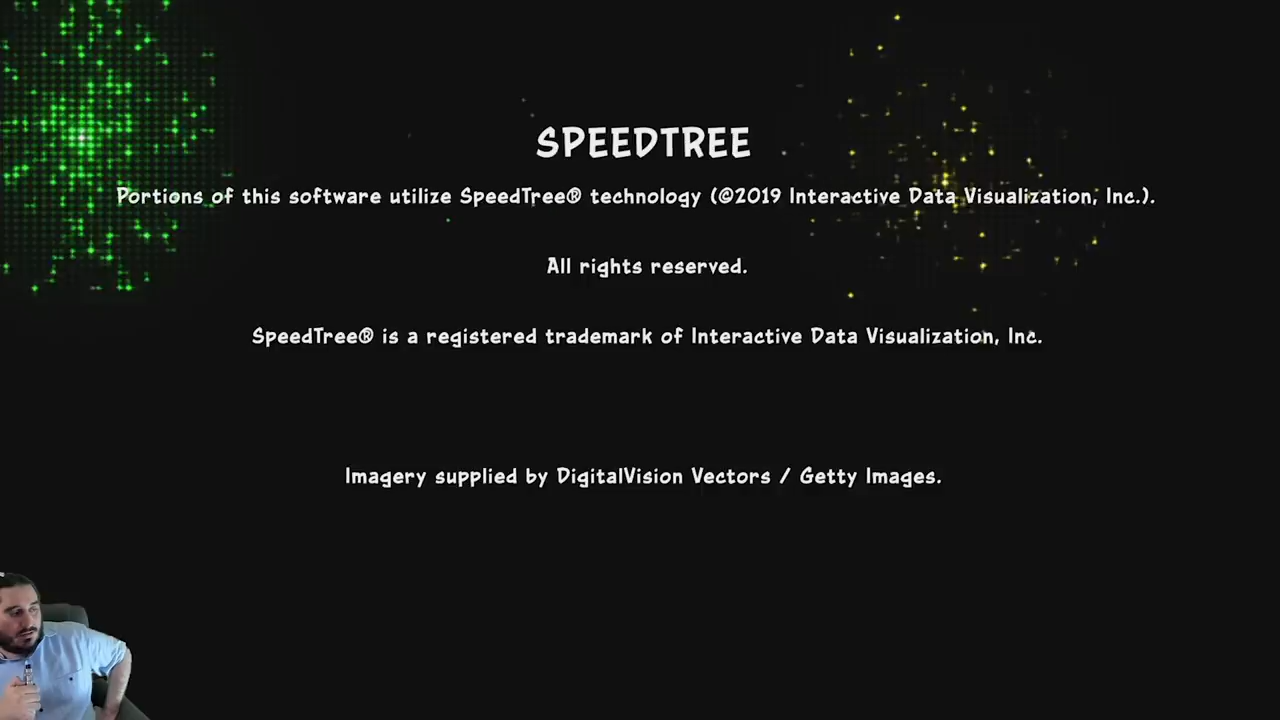 SPEEDTREE
Portions of this software utilize SpeedTree® technology (©2019 Interactive Data Visualization, Inc.).
All rights reserved.
SpeedTree® is a registered trademark of Interactive Data Visualization, Inc.
Imagery supplied by DigitalVision Vectors / Getty Images.